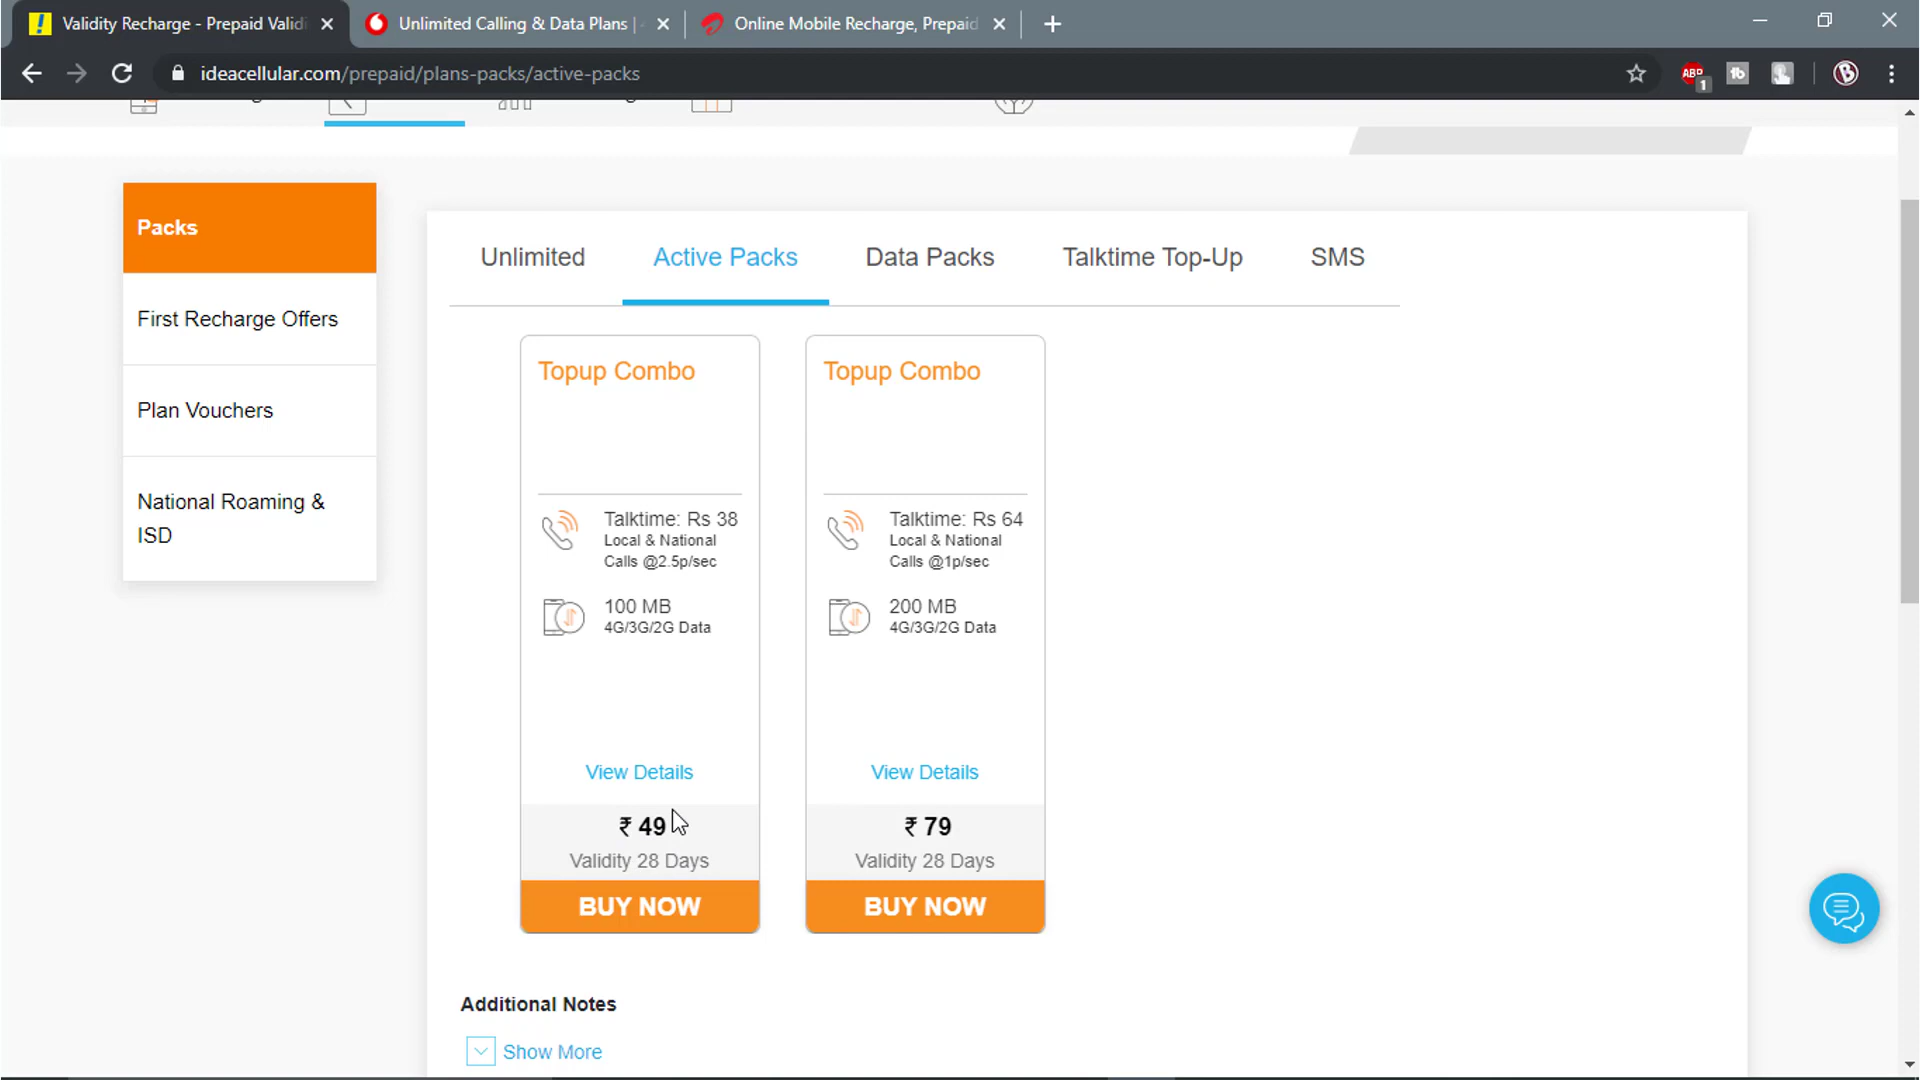 Validity Recharge - Prepaid Validi
Unlimited Calling & Data Plans |
Online Mobile Recharge, Prepaid
ideacellular.com/prepaid/plans-packs/active-packs
ABP
1
Packs
First Recharge Offers
Plan Vouchers
National Roaming &
ISD
Unlimited
Active Packs
Data Packs
Talktime Top-Up
SMS
Topup Combo
Talktime: Rs 38
Local & National
Calls @2.5p/sec
100 MB
4G/3G/2G Data
View Details
₹ 49
Validity 28 Days
BUY NOW
Topup Combo
Talktime: Rs 64
Local & National
Calls @1p/sec
200 MB
4G/3G/2G Data
View Details
₹ 79
Validity 28 Days
BUY NOW
Additional Notes
Show More